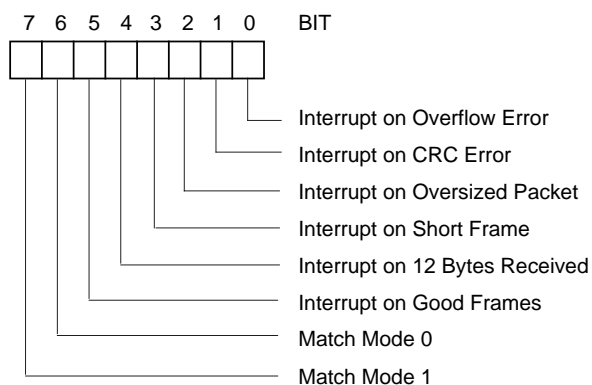 7 6 5 4 3 2 1 0 BIT
Interrupt on Overflow Error
Interrupt on CRC Error
Interrupt on Oversized Packet
Interrupt on Short Frame
Interrupt on 12 Bytes Received
Interrupt on Good Frames
Match Mode 0
Match Mode 1